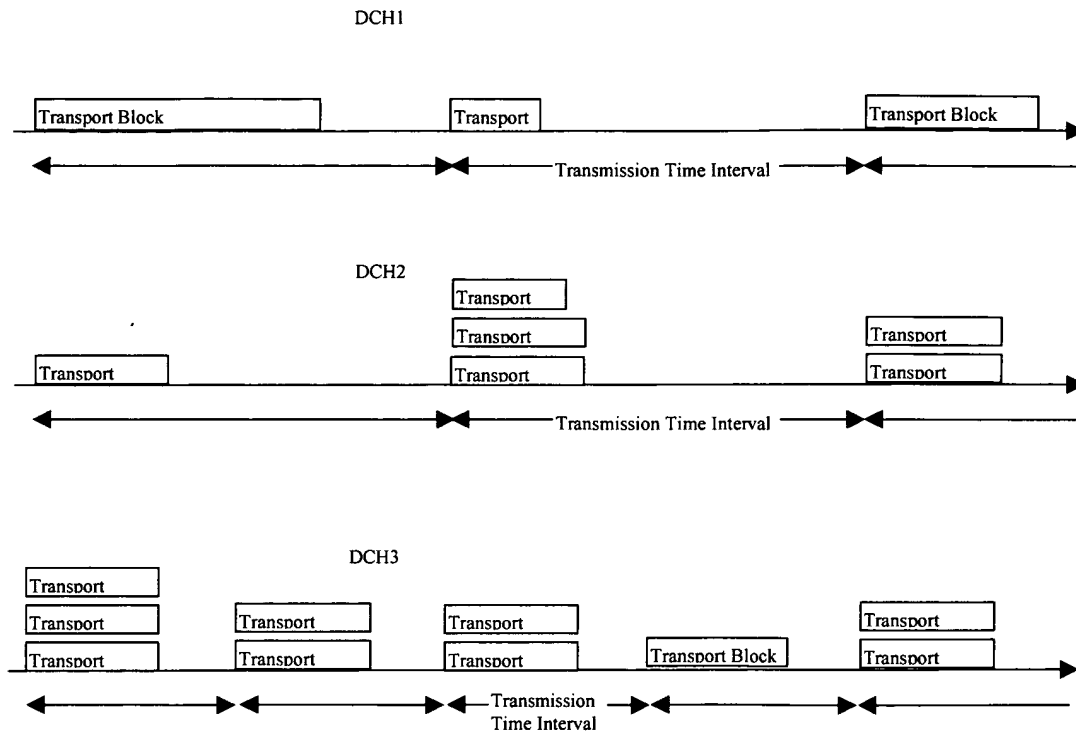 DCH1
Transport Block
Transport
Transport Block
Transmission Time Interval
DCH2
Transport
Transport
Transport
Transport
Transport
Transport
Transmission Time Interval
DCH3
Transport
Transport
Transport
Transport
Transport
Transport
Transport
Transport Block
Transport
Transport
Transmission
Time Interval